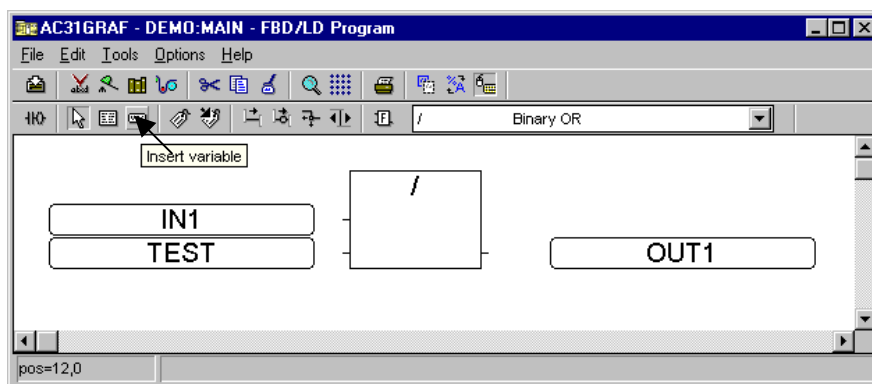 AC31GRAF - DEMO:MAIN - FBD/LD Program
File Edit Tools Options Help
/ Binary OR
Insert variable
/
IN1
TEST
OUT1
pos=12,0